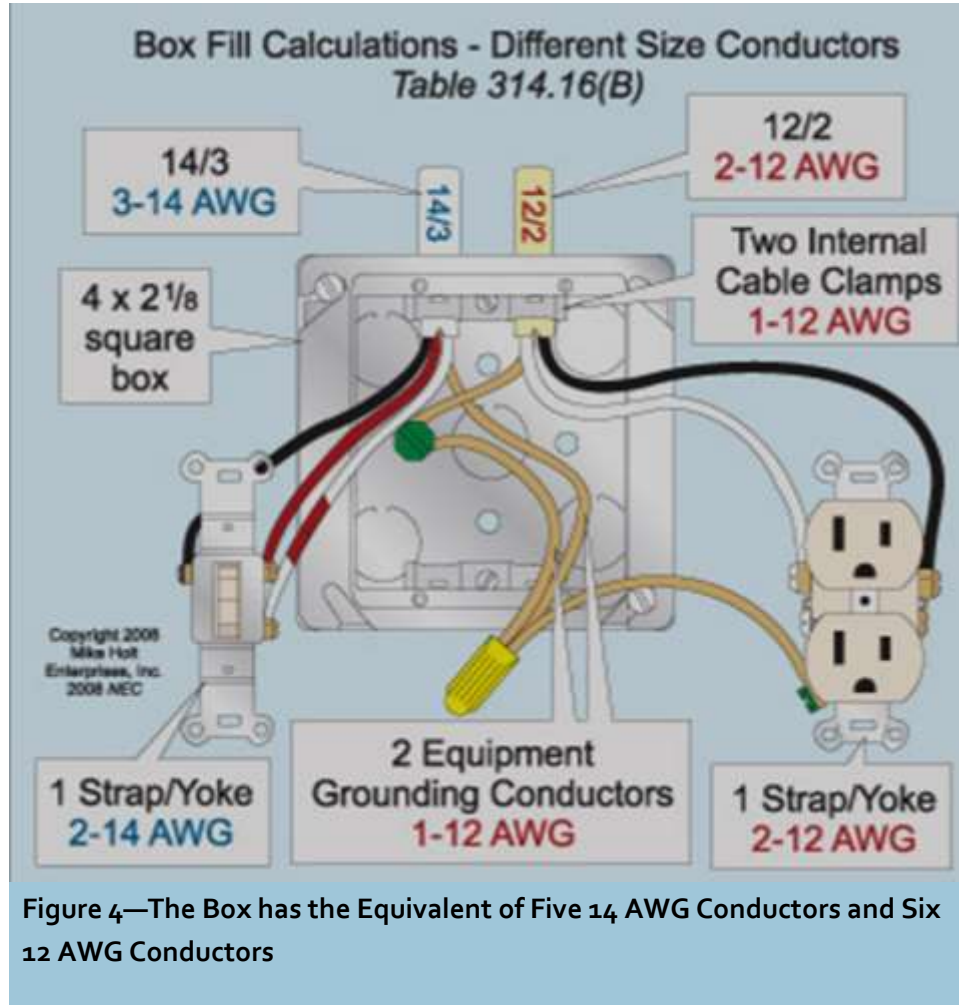 Box Fill Calculations - Different Size Conductors
Table 314.16(B)
14/3
3-14 AWG
12/2
2-12 AWG
14/3
12/2
Two Internal
Cable Clamps
1-12 AWG
4 x 2 1/8
square
box
Copyright 2008
Mike Holt
Enterprises, Inc.
2008 NEC
1 Strap/Yoke
2-14 AWG
2 Equipment
Grounding Conductors
1-12 AWG
1 Strap/Yoke
2-12 AWG
Figure 4—The Box has the Equivalent of Five 14 AWG Conductors and Six
12 AWG Conductors